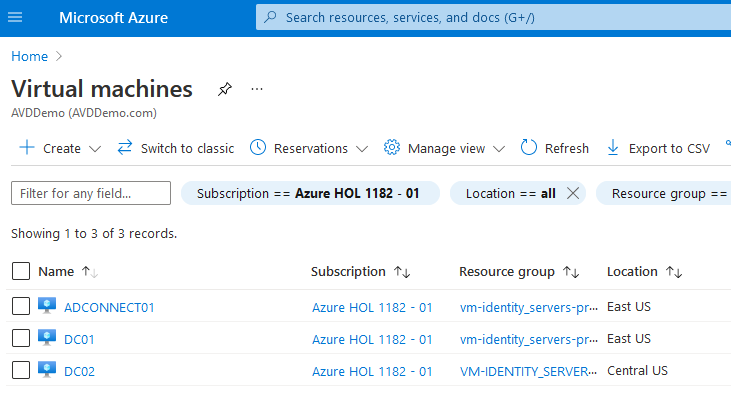 Microsoft Azure Search resources, services, and docs (G+/)
Home >
Virtual machines ...
AVDDemo (AVDDemo.com)
+ Create Switch to classic Reservations Manage view Refresh Export to CSV
Filter for any field... Subscription == Azure HOL 1182 - 01 Location == all × Resource group ==
Showing 1 to 3 of 3 records.
Name ↑↓ Subscription ↑↓ Resource group ↑↓ Location ↑↓
ADCONNECT01 Azure HOL 1182 - 01 vm-identity_servers-pr... East US
DC01 Azure HOL 1182 - 01 vm-identity_servers-pr... East US
DC02 Azure HOL 1182 - 01 VM-IDENTITY_SERVER... Central US